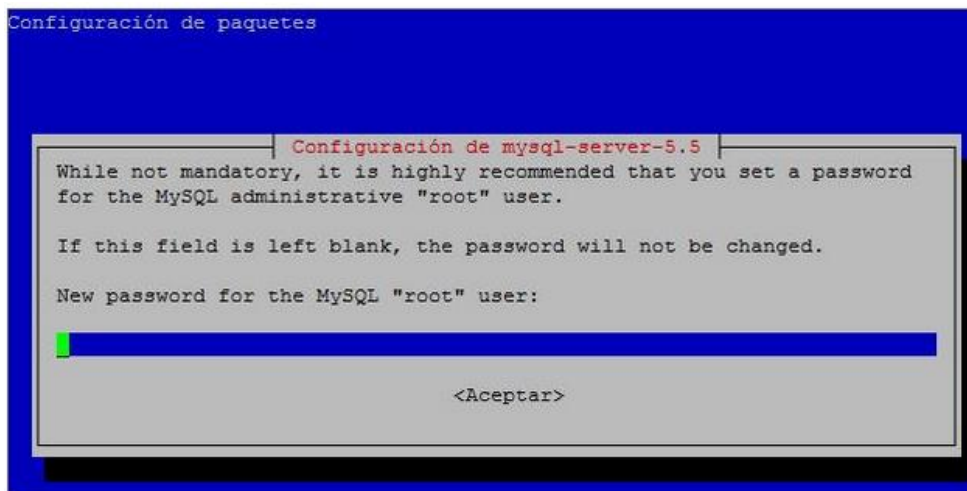 Configuración de paquetes
Configuración de mysql-server-5.5
While not mandatory, it is highly recommended that you set a password
for the MySQL administrative "root" user.
If this field is left blank, the password will not be changed.
New password for the MySQL "root" user:
<Aceptar>